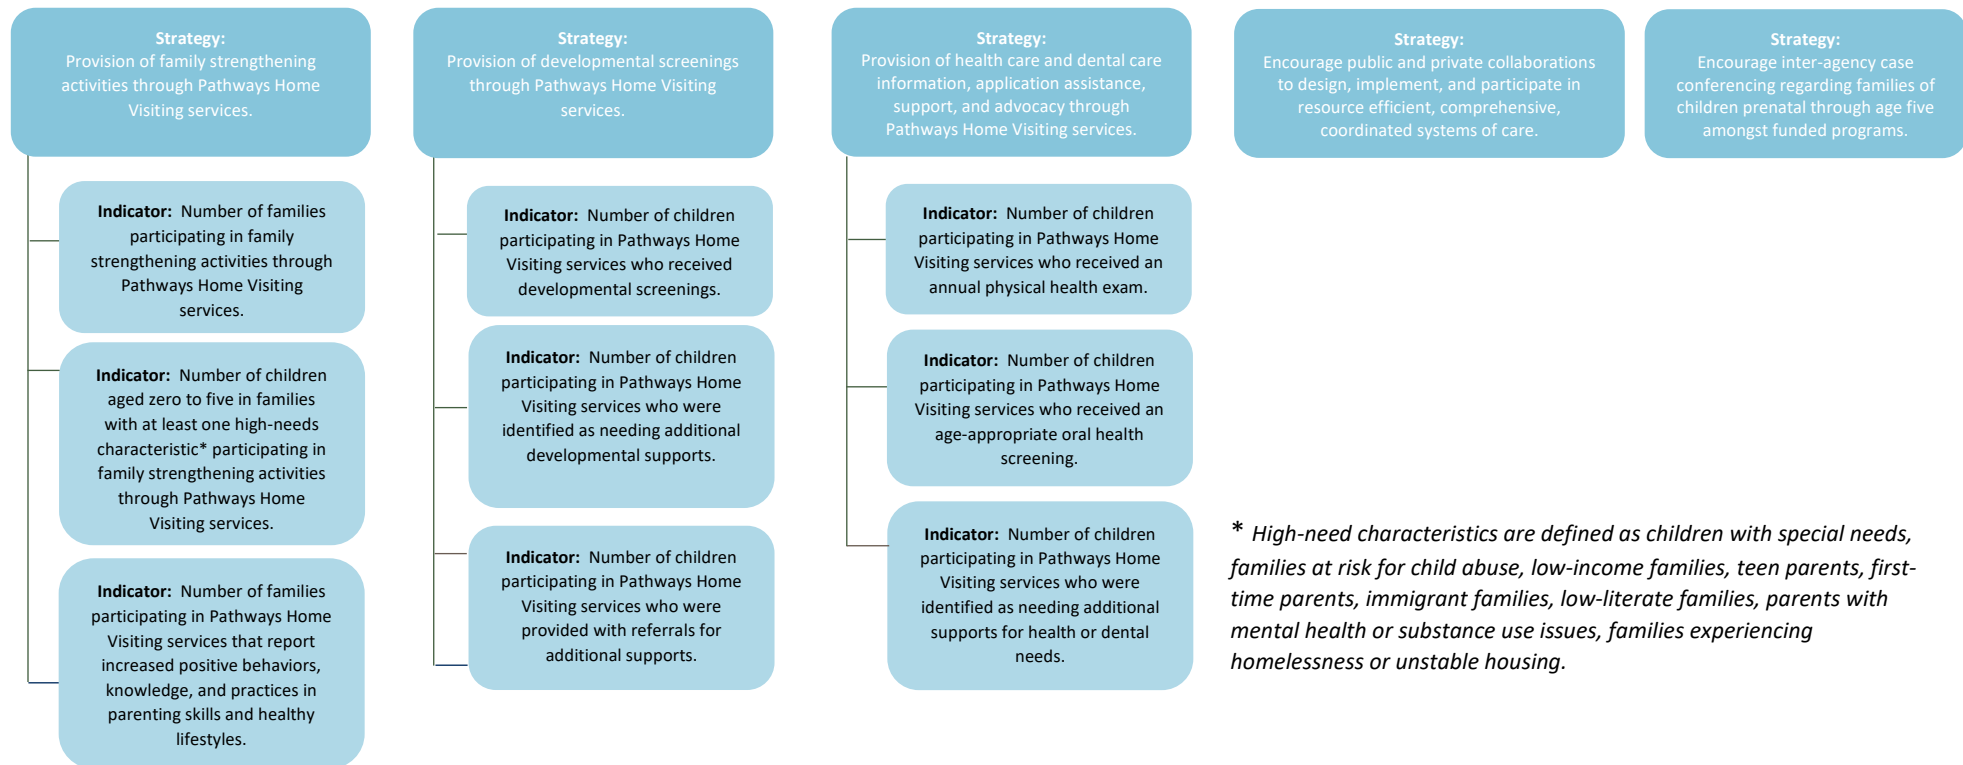 Strategy:
Provision of family strengthening
activities through Pathways Home
Visiting services.
Indicator: Number of families
participating in family
strengthening activities through
Pathways Home Visiting
services.
Indicator: Number of children
aged zero to five in families
with at least one high-needs
characteristic* participating in
family strengthening activities
through Pathways Home
Visiting services.
Indicator: Number of families
participating in Pathways Home
Visiting services that report
increased positive behaviors,
knowledge, and practices in
parenting skills and healthy
lifestyles.
Strategy:
Provision of developmental screenings
through Pathways Home Visiting
services.
Indicator: Number of children
participating in Pathways Home
Visiting services who received
developmental screenings.
Indicator: Number of children
participating in Pathways Home
Visiting services who were
identified as needing additional
developmental supports.
Indicator: Number of children
participating in Pathways Home
Visiting services who were
provided with referrals for
additional supports.
Strategy:
Provision of health care and dental care
information, application assistance,
support, and advocacy through
Pathways Home Visiting services.
Indicator: Number of children
participating in Pathways Home
Visiting services who received an
annual physical health exam.
Indicator: Number of children
participating in Pathways Home
Visiting services who received an
age-appropriate oral health
screening.
Indicator: Number of children
participating in Pathways Home
Visiting services who were
identified as needing additional
supports for health or dental
needs.
Strategy:
Encourage public and private collaborations
to design, implement, and participate in
resource efficient, comprehensive,
coordinated systems of care.
Strategy:
Encourage inter-agency case
conferencing regarding families of
children prenatal through age five
amongst funded programs.
* High-need characteristics are defined as children with special needs,
families at risk for child abuse, low-income families, teen parents, first-
time parents, immigrant families, low-literate families, parents with
mental health or substance use issues, families experiencing
homelessness or unstable housing.